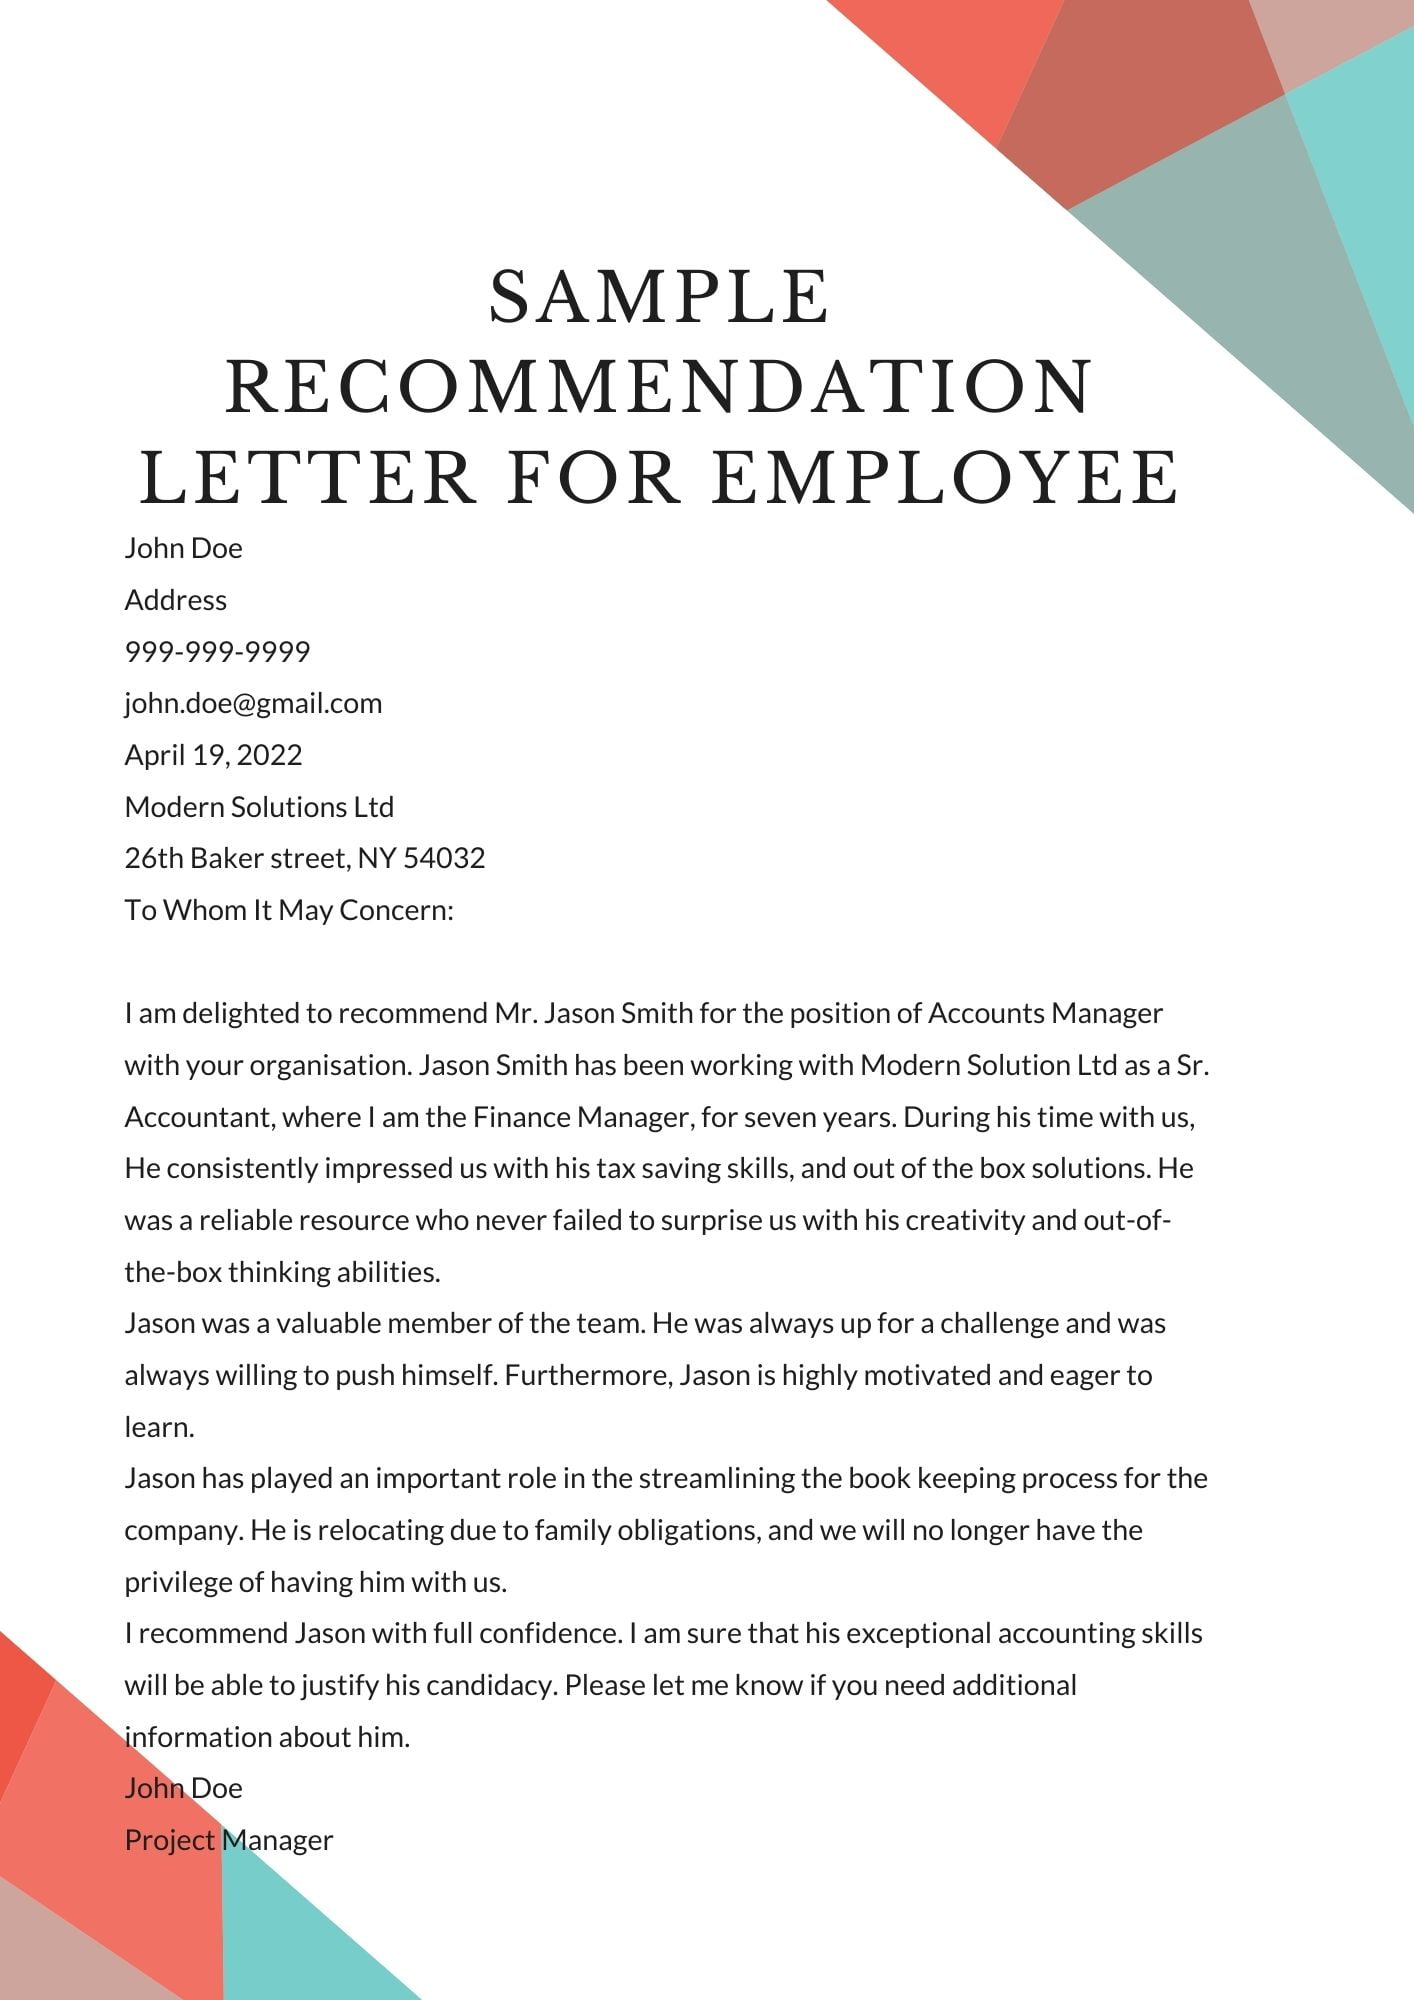 SAMPLE
RECOMMENDATION
LETTER FOR EMPLOYEE
John Doe
Address
999-999-9999
john.doe@gmail.com
April 19, 2022
Modern Solutions Ltd
26th Baker street, NY 54032
To Whom It May Concern:
I am delighted to recommend Mr. Jason Smith for the position of Accounts Manager
with your organisation. Jason Smith has been working with Modern Solution Ltd as a Sr.
Accountant, where I am the Finance Manager, for seven years. During his time with us,
He consistently impressed us with his tax saving skills, and out of the box solutions. He
was a reliable resource who never failed to surprise us with his creativity and out-of-
the-box thinking abilities.
Jason was a valuable member of the team. He was always up for a challenge and was
always willing to push himself. Furthermore, Jason is highly motivated and eager to
learn.
Jason has played an important role in the streamlining the book keeping process for the
company. He is relocating due to family obligations, and we will no longer have the
privilege of having him with us.
I recommend Jason with full confidence. I am sure that his exceptional accounting skills
will be able to justify his candidacy. Please let me know if you need additional
information about him.
John Doe
Project Manager